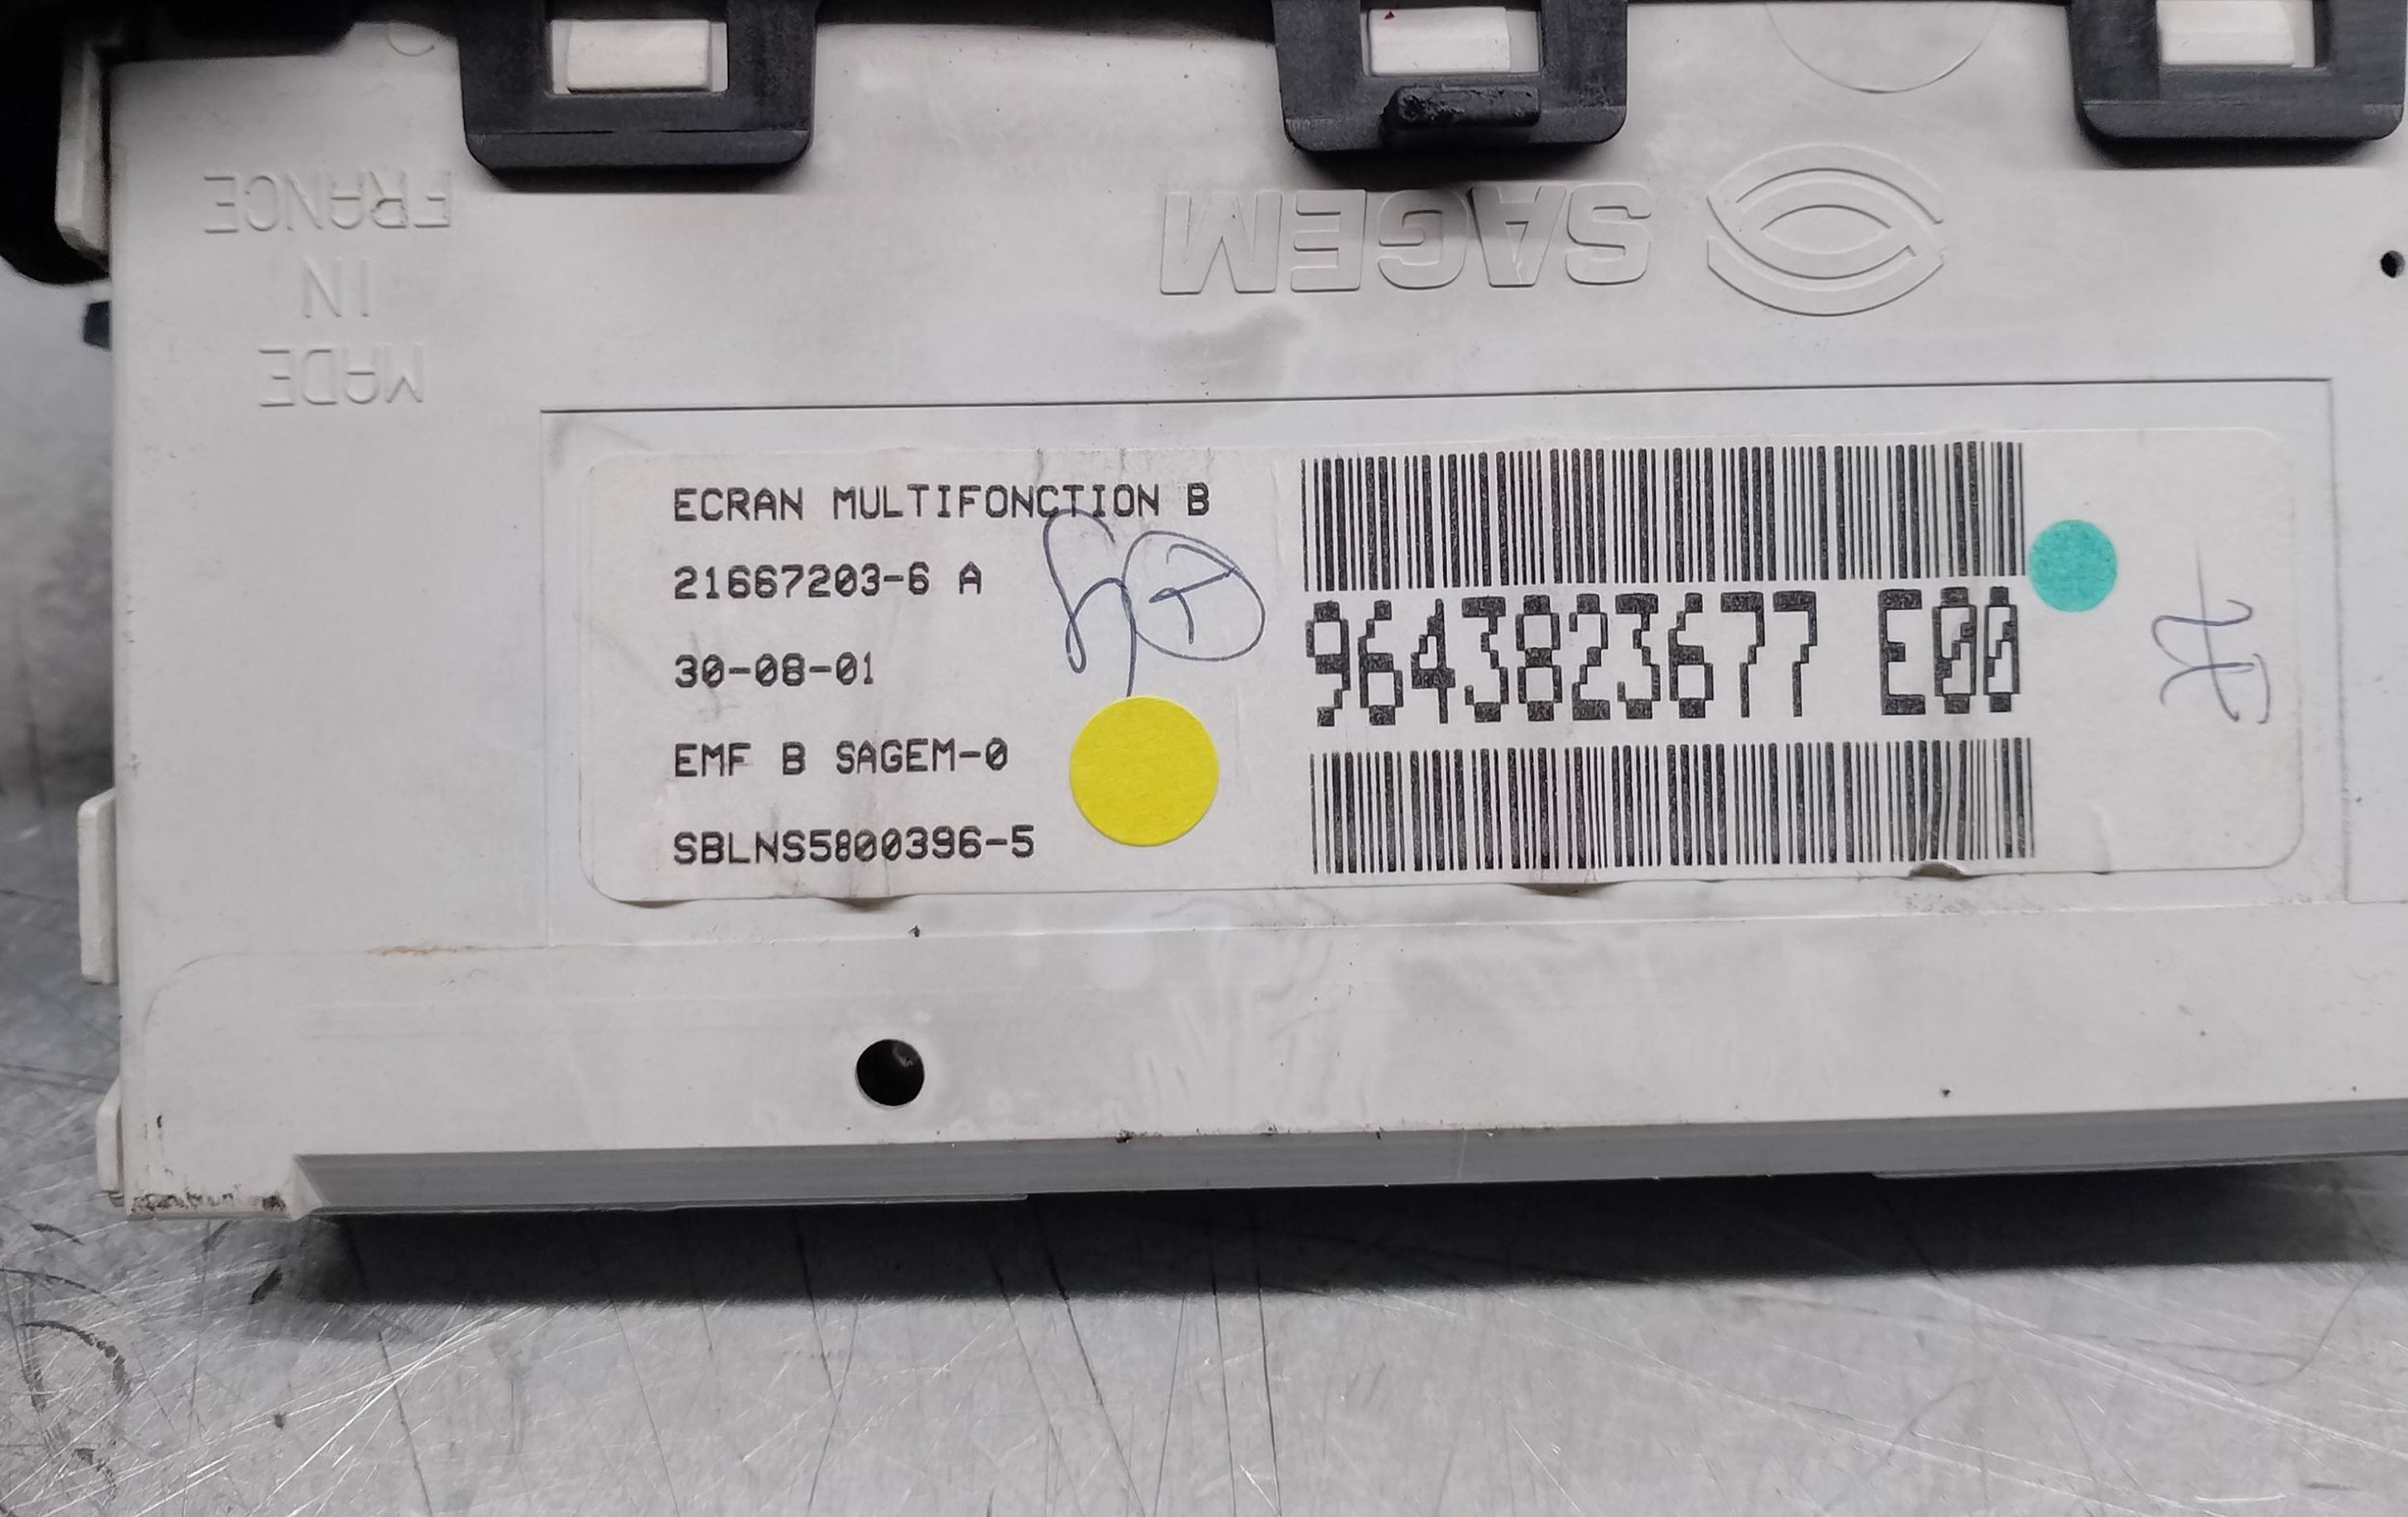 MADE
IN
FRANCE
SAGEM
ECRAN MULTIFONCTION B
21667203-6 A
30-08-01
EMF B SAGEM-0
SBLNS5800396-5
9643823677 E00